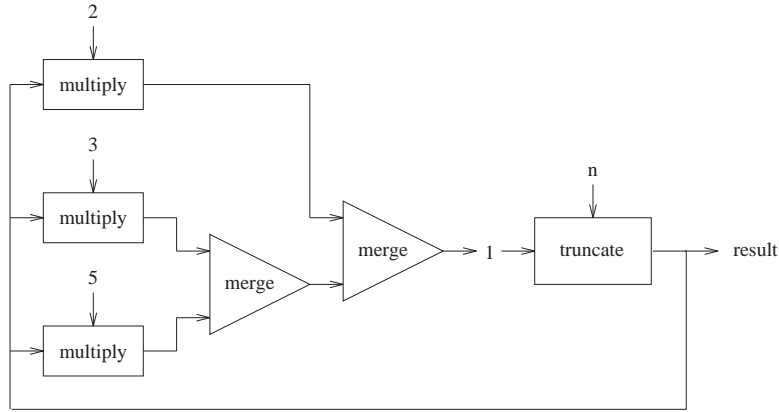 2
multiply
3
multiply
5
multiply
merge
merge
1
n
truncate
result